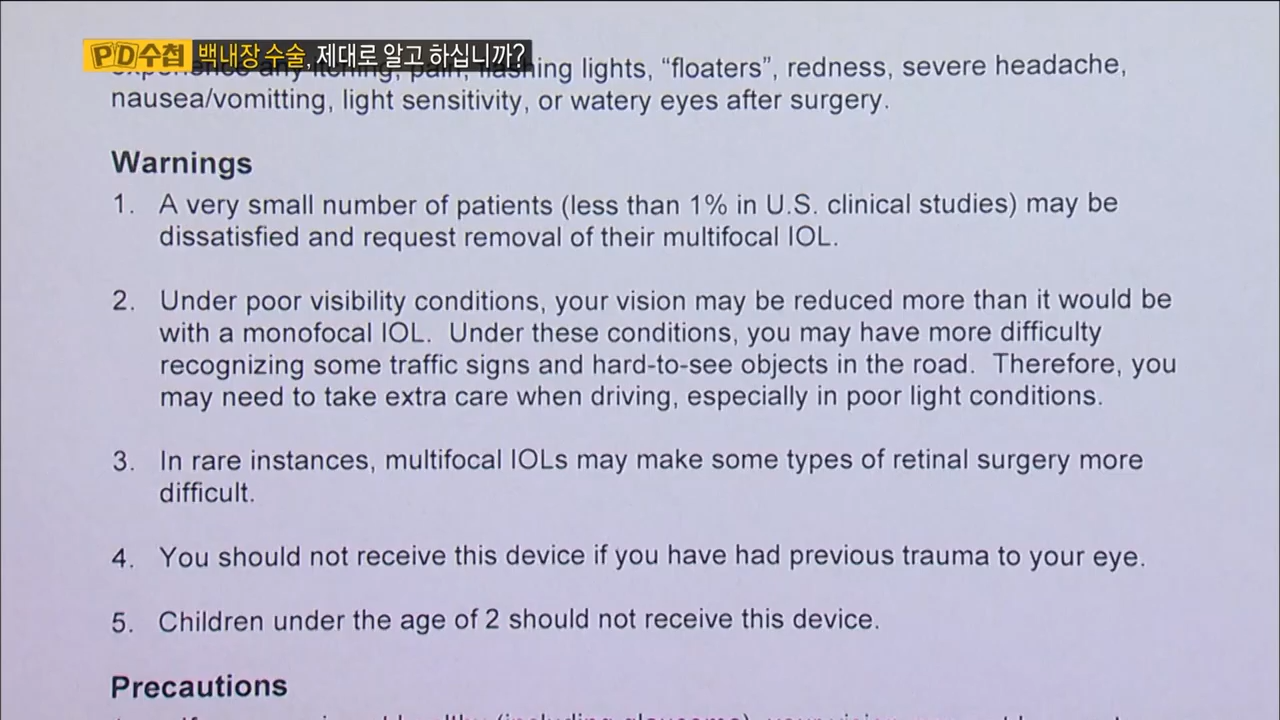 PD수첩 백내장 수술, 제대로 알고 하십니까?
lights, “floaters”, redness, severe headache,
nausea/vomitting, light sensitivity, or watery eyes after surgery.
Warnings
1. A very small number of patients (less than 1% in U.S. clinical studies) may be
dissatisfied and request removal of their multifocal IOL.
2. Under poor visibility conditions, your vision may be reduced more than it would be
with a monofocal IOL. Under these conditions, you may have more difficulty
recognizing some traffic signs and hard-to-see objects in the road. Therefore, you
may need to take extra care when driving, especially in poor light conditions.
3. In rare instances, multifocal IOLs may make some types of retinal surgery more
difficult.
4. You should not receive this device if you have had previous trauma to your eye.
5. Children under the age of 2 should not receive this device.
Precautions